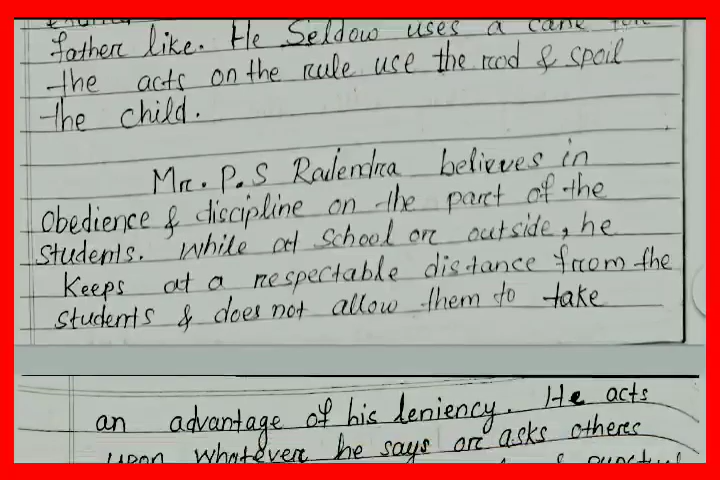 father like. He Seldow uses a cane for
the acts on the rule use the rod & spoil
the child.
Mr. P.S Rajendra believes in
Obedience & discipline on the part of the
Students. While at School or outside, he
Keeps at a respectable distance from the
Students & does not allow them to take
an advantage of his leniency. He acts
upon whatever he says or asks others
& punctual